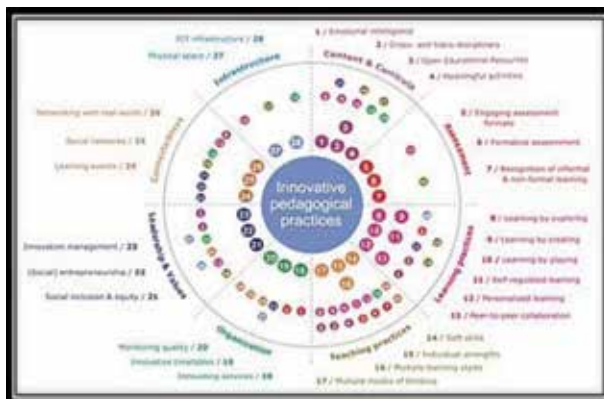 ICT infrastructure / 28
Physical space / 27
Infrastructure
1 / Emotional intelligence
2 / Cross- and trans-disciplinary
3 / Open Educational Resources
4 / Meaningful activities
Content & Curricula
Networking with real-world / 26
Social networks / 25
Learning events / 24
Connectedness
5 / Engaging assessment
formats
6 / Formative assessment
7 / Recognition of informal
& non-formal learning
Assessment
Innovative
pedagogical
practices
Innovation management / 23
(Social) entrepreneurship / 22
Social inclusion & equity / 21
Leadership & Values
8 / Learning by exploring
9 / Learning by creating
10 / Learning by playing
11 / Self-regulated learning
12 / Personalized learning
13 / Peer-to-peer collaboration
Learning practices
Monitoring quality / 20
Innovative timetables / 19
Innovating services / 18
Organization
14 / Soft skills
15 / Individual strengths
16 / Multiple learning styles
17 / Multiple modes of thinking
Teaching practices